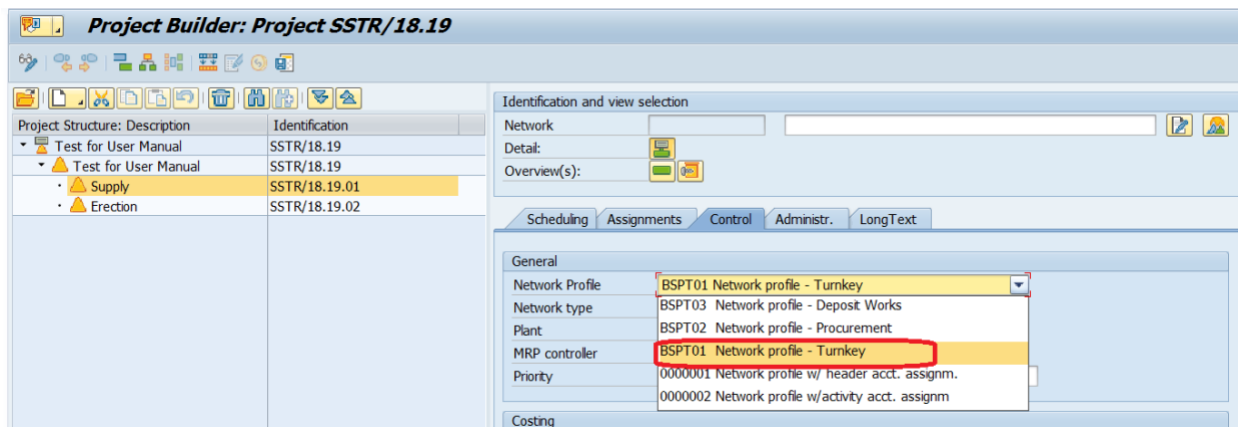 Project Builder: Project SSTR/18.19
Project Structure: Description Identification
Test for User Manual SSTR/18.19
Test for User Manual SSTR/18.19
Supply SSTR/18.19.01
Erection SSTR/18.19.02
Identification and view selection
Network
Detail:
Overview(s):
Scheduling Assignments Control Administr. LongText
General
Network Profile BSPT01 Network profile - Turnkey
Network type BSPT03 Network profile - Deposit Works
Plant BSPT02 Network profile - Procurement
MRP controller BSPT01 Network profile - Turnkey
Priority 0000001 Network profile w/ header acct. assignm.
0000002 Network profile w/activity acct. assignm
Costing